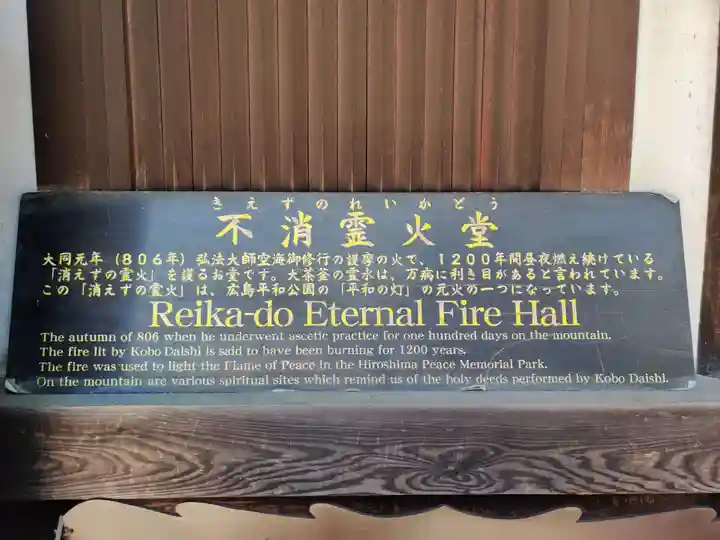 きえずのれいかどう
不消霊火堂
大同元年(806年)弘法大師空海御修行の護摩の火で、1200年間昼夜燃え続けている
「消えずの霊火」を護るお堂です。大茶釜の霊水は、万病に利き目があると言われています。
この「消えずの霊火」は、広島平和公園の「平和の灯」の元火の一つになっています。
Reika-do Eternal Fire Hall
The autumn of 806 when he underwent ascetic practice for one hundred days on the mountain.
The fire lit by Kobo Daishi is said to have been burning for 1200 years.
The fire was used to light the Flame of Peace in the Hiroshima Peace Memorial Park.
On the mountain are various spiritual sites which remind us of the holy deeds performed by Kobo Daishi.